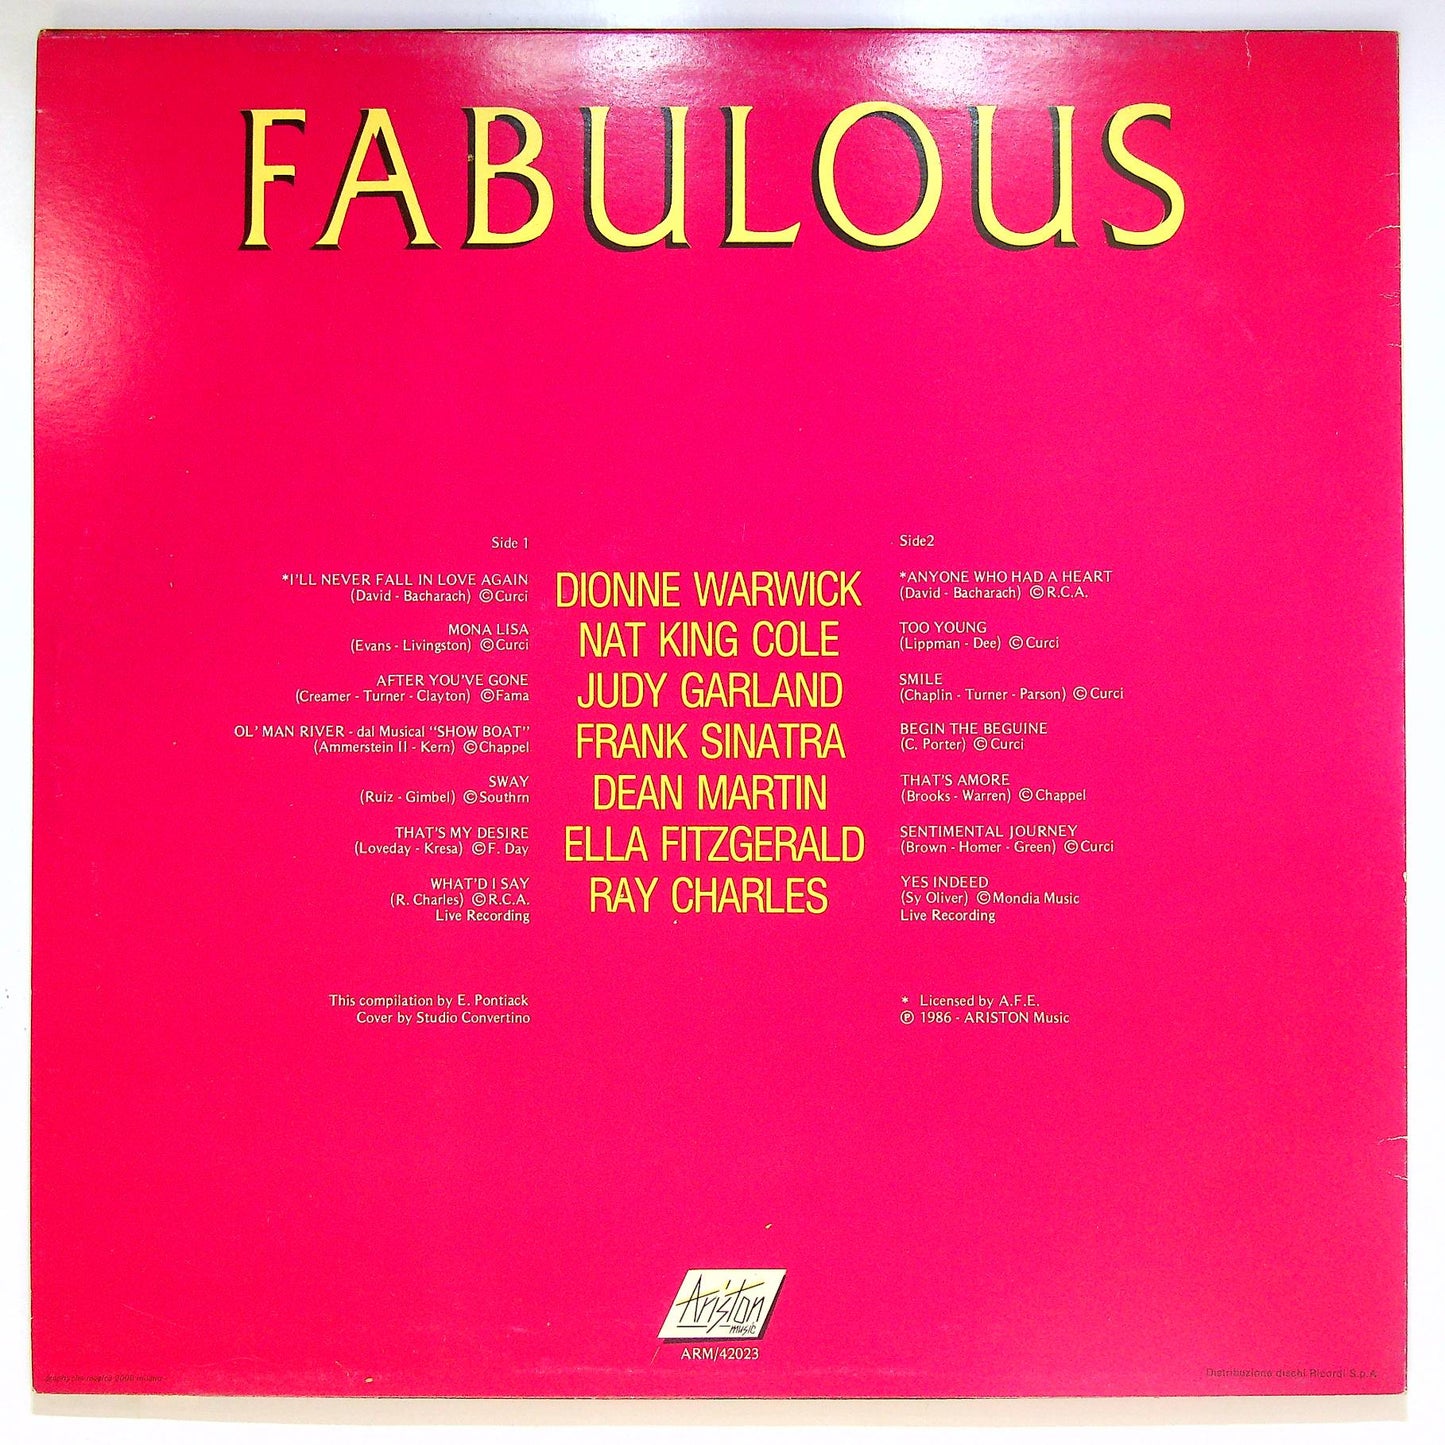 FABULOUS
Side 1
*I'LL NEVER FALL IN LOVE AGAIN
(David - Bacharach) ©Curci
MONA LISA
(Evans - Livingston) ©Curci
AFTER YOU'VE GONE
(Creamer - Turner - Clayton) ©Fama
OL' MAN RIVER - dal Musical "SHOW BOAT"
(Ammerstein II - Kern) ©Chappel
SWAY
(Ruiz - Gimbel) ©Southrn
THAT'S MY DESIRE
(Loveday - Kresa) ©F. Day
WHAT'D I SAY
(R. Charles) ©R.C.A.
Live Recording
DIONNE WARWICK
NAT KING COLE
JUDY GARLAND
FRANK SINATRA
DEAN MARTIN
ELLA FITZGERALD
RAY CHARLES
Side2
*ANYONE WHO HAD A HEART
(David - Bacharach) ©R.C.A.
TOO YOUNG
(Lippman - Dee) ©Curci
SMILE
(Chaplin - Turner - Parson) ©Curci
BEGIN THE BEGUINE
(C. Porter) ©Curci
THAT'S AMORE
(Brooks - Warren) ©Chappel
SENTIMENTAL JOURNEY
(Brown - Homer - Green) ©Curci
YES INDEED
(Sy Oliver) ©Mondia Music
Live Recording
This compilation by E. Pontiack
Cover by Studio Convertino
* Licensed by A.F.E.
℗ 1986 - ARISTON Music
Ariston
music
ARM/42023
2000 milano
Distribuzione dischi Ricordi S.p.A.